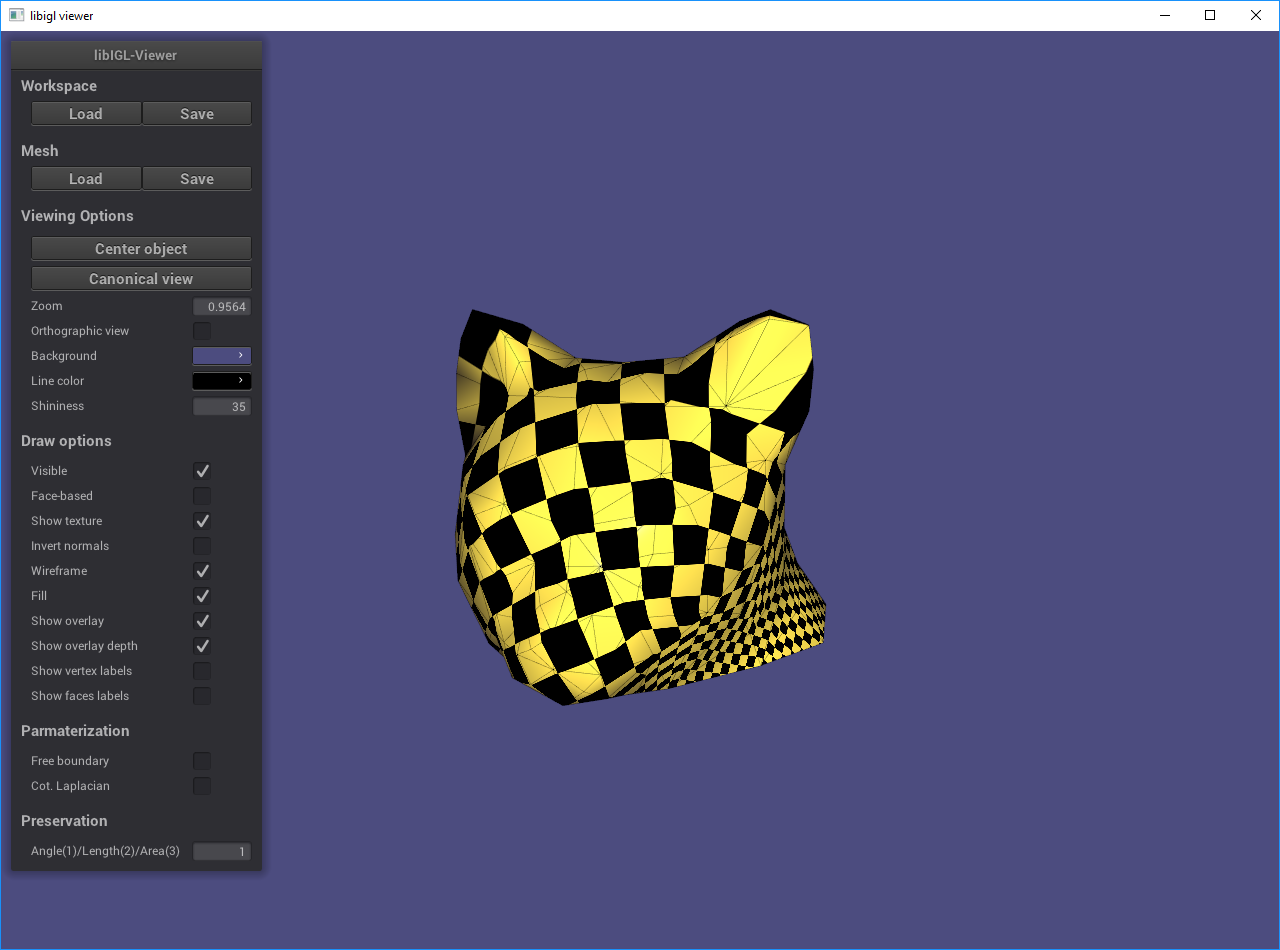 libigl viewer
libIGL-Viewer
Workspace
Load Save
Mesh
Load Save
Viewing Options
Center object
Canonical view
Zoom 0.9564
Orthographic view
Background
Line color
Shininess 35
Draw options
Visible
Face-based
Show texture
Invert normals
Wireframe
Fill
Show overlay
Show overlay depth
Show vertex labels
Show faces labels
Parmaterization
Free boundary
Cot. Laplacian
Preservation
Angle(1)/Length(2)/Area(3) 1